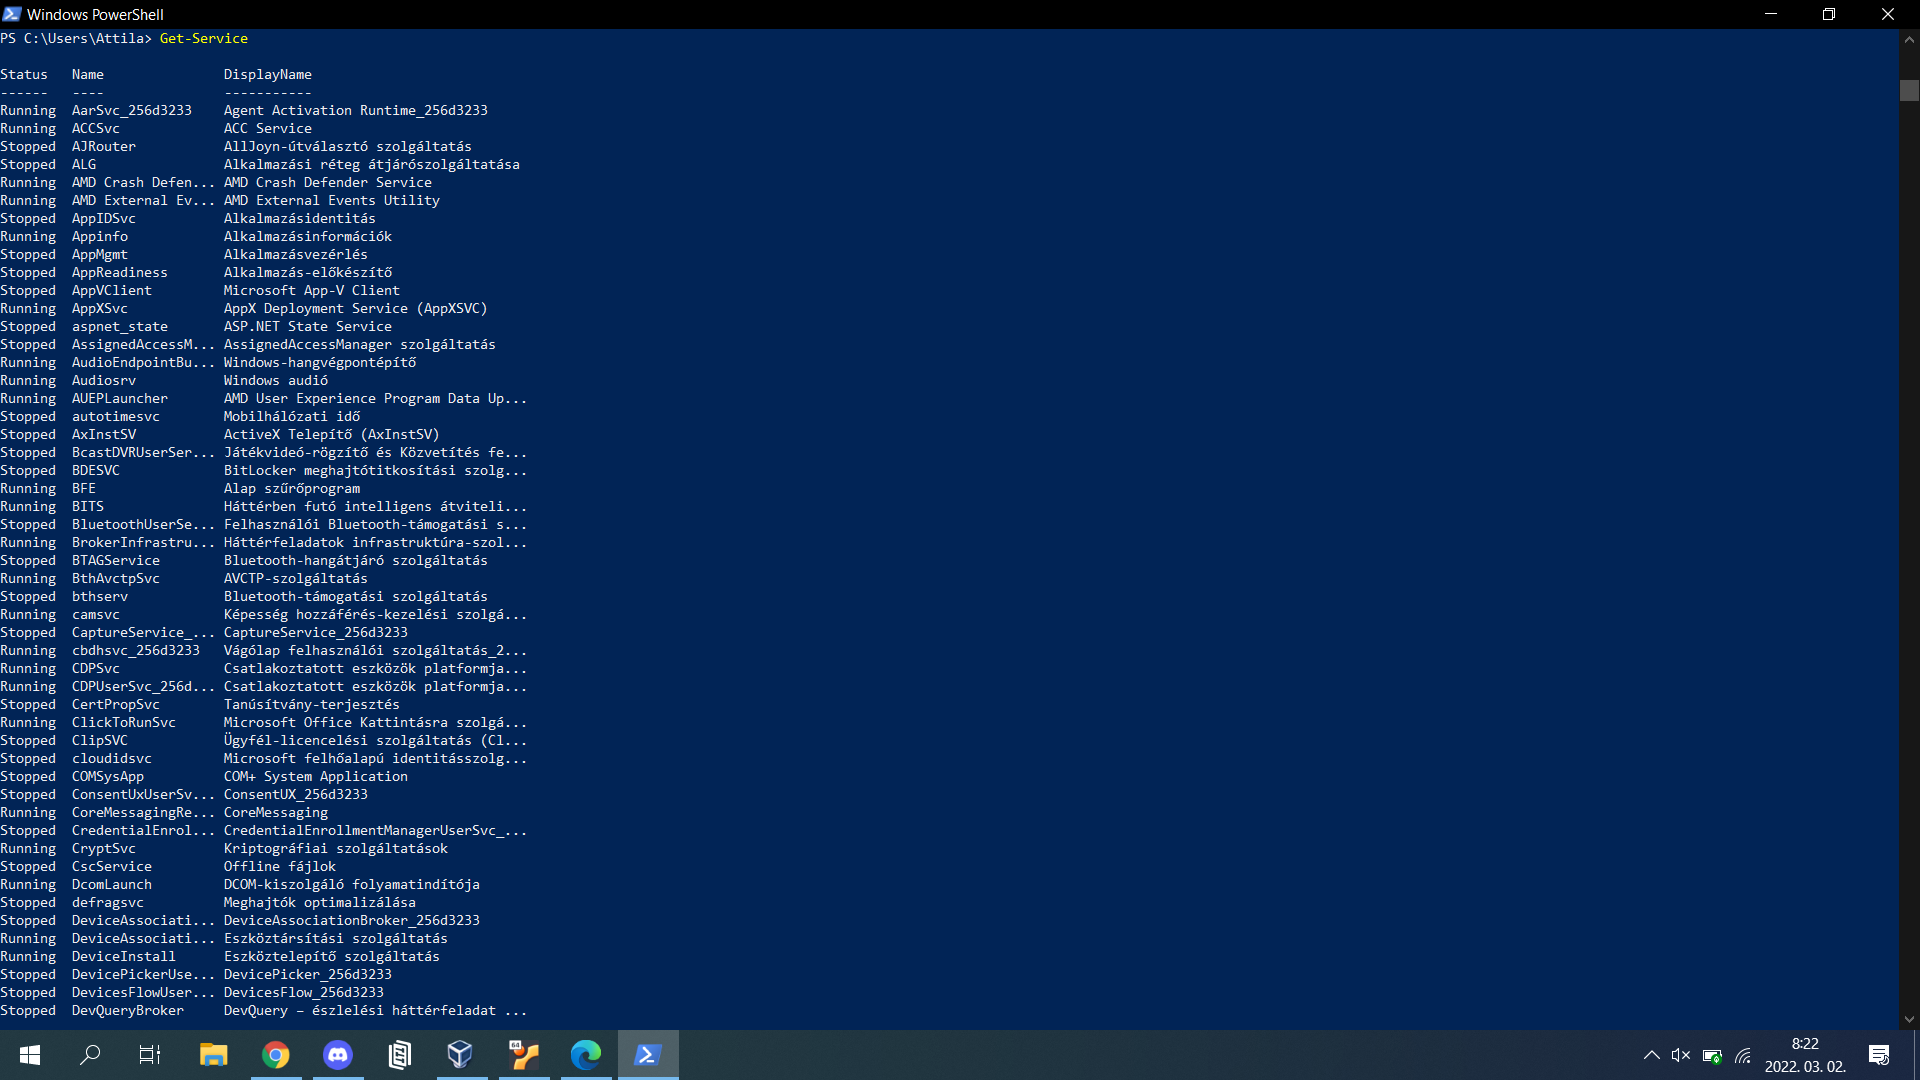 Windows PowerShell
PS C:\Users\Attila> Get-Service
Status   Name               DisplayName
------   ----               -----------
Running  AarSvc_256d3233    Agent Activation Runtime_256d3233
Running  ACCSvc             ACC Service
Stopped  AJRouter           AllJoyn-útválasztó szolgáltatás
Stopped  ALG                Alkalmazási réteg átjárószolgáltatása
Running  AMD Crash Defen... AMD Crash Defender Service
Running  AMD External Ev... AMD External Events Utility
Stopped  AppIDSvc           Alkalmazásidentitás
Running  Appinfo            Alkalmazásinformációk
Stopped  AppMgmt            Alkalmazásvezérlés
Stopped  AppReadiness       Alkalmazás-előkészítő
Stopped  AppVClient         Microsoft App-V Client
Running  AppXSvc            AppX Deployment Service (AppXSVC)
Stopped  aspnet_state       ASP.NET State Service
Stopped  AssignedAccessM... AssignedAccessManager szolgáltatás
Running  AudioEndpointBu... Windows-hangvégpontépítő
Running  Audiosrv           Windows audió
Running  AUEPLauncher       AMD User Experience Program Data Up...
Stopped  autotimesvc        Mobilhálózati idő
Stopped  AxInstSV           ActiveX Telepítő (AxInstSV)
Stopped  BcastDVRUserSer... Játékvideó-rögzítő és Közvetítés fe...
Stopped  BDESVC             BitLocker meghajtótitkosítási szolg...
Running  BFE                Alap szűrőprogram
Running  BITS               Háttérben futó intelligens átviteli...
Stopped  BluetoothUserSe... Felhasználói Bluetooth-támogatási s...
Running  BrokerInfrastru... Háttérfeladatok infrastruktúra-szol...
Stopped  BTAGService        Bluetooth-hangátjáró szolgáltatás
Running  BthAvctpSvc        AVCTP-szolgáltatás
Stopped  bthserv            Bluetooth-támogatási szolgáltatás
Running  camsvc             Képesség hozzáférés-kezelési szolgá...
Stopped  CaptureService_... CaptureService_256d3233
Running  cbdhsvc_256d3233   Vágólap felhasználói szolgáltatás_2...
Running  CDPSvc             Csatlakoztatott eszközök platformja...
Running  CDPUserSvc_256d... Csatlakoztatott eszközök platformja...
Stopped  CertPropSvc        Tanúsítvány-terjesztés
Running  ClickToRunSvc      Microsoft Office Kattintásra szolgá...
Stopped  ClipSVC            Ügyfél-licencelési szolgáltatás (Cl...
Stopped  cloudidsvc         Microsoft felhőalapú identitásszolg...
Stopped  COMSysApp          COM+ System Application
Stopped  ConsentUxUserSv... ConsentUX_256d3233
Running  CoreMessagingRe... CoreMessaging
Stopped  CredentialEnrol... CredentialEnrollmentManagerUserSvc_...
Running  CryptSvc           Kriptográfiai szolgáltatások
Stopped  CscService         Offline fájlok
Running  DcomLaunch         DCOM-kiszolgáló folyamatindítója
Stopped  defragsvc          Meghajtók optimalizálása
Stopped  DeviceAssociati... DeviceAssociationBroker_256d3233
Running  DeviceAssociati... Eszköztársítási szolgáltatás
Running  DeviceInstall      Eszköztelepítő szolgáltatás
Stopped  DevicePickerUse... DevicePicker_256d3233
Stopped  DevicesFlowUser... DevicesFlow_256d3233
Stopped  DevQueryBroker     DevQuery – észlelési háttérfeladat ...
64
8:22
2022. 03. 02.